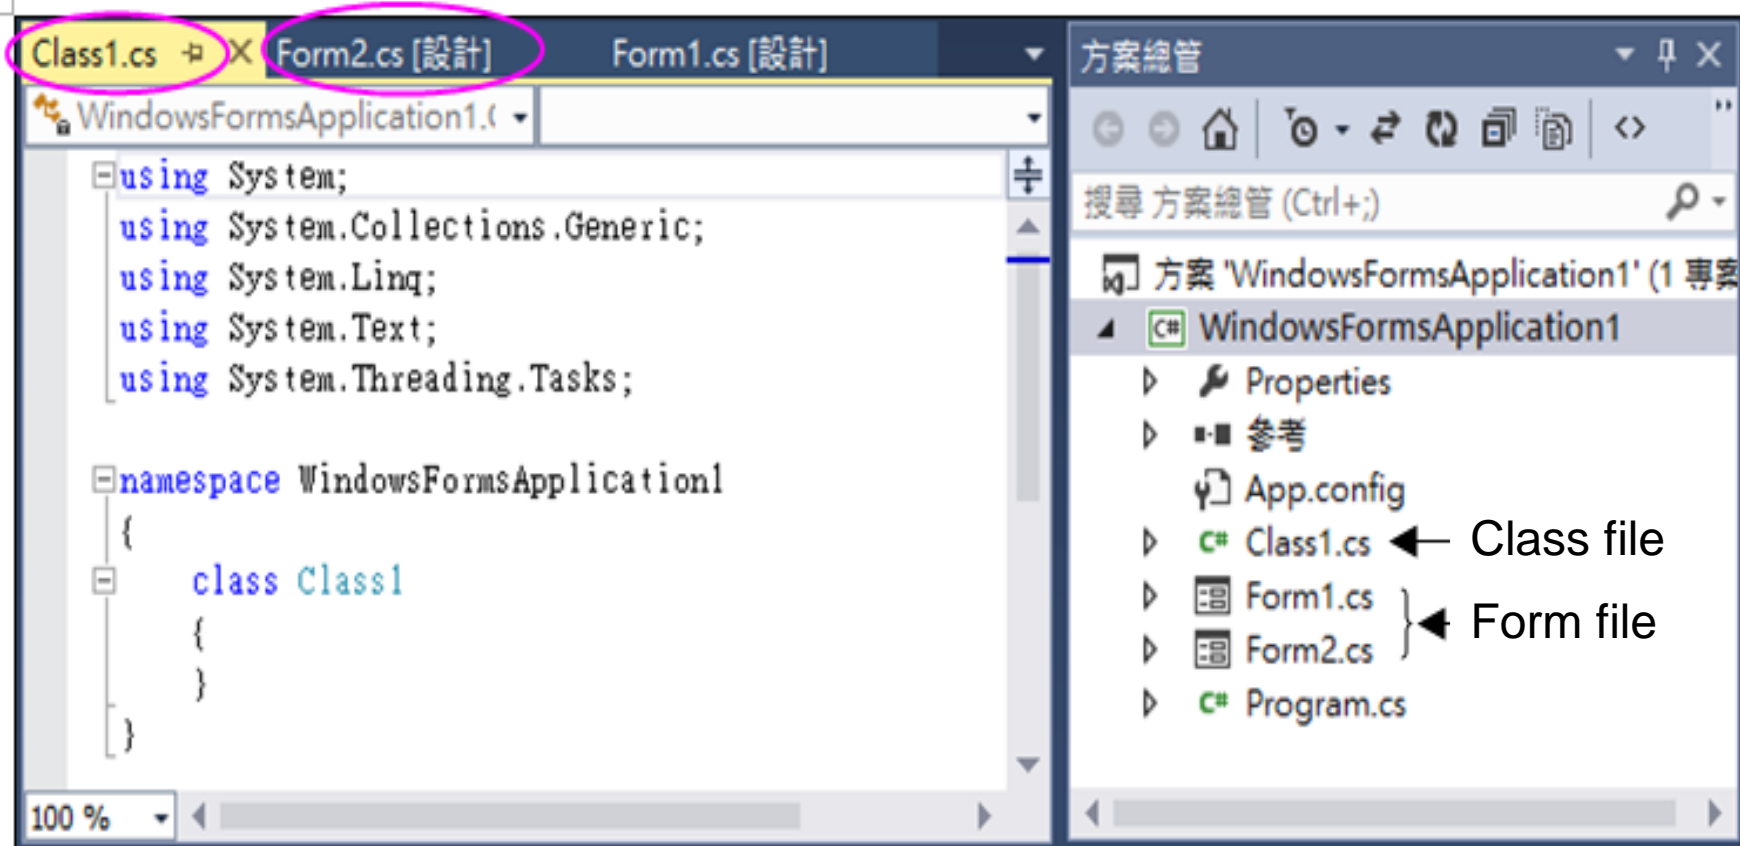 Class1.cs
Form2.cs [設計]
Form1.cs [設計]
WindowsFormsApplication1.
using System;
using System.Collections.Generic;
using System.Linq;
using System.Text;
using System.Threading.Tasks;
namespace WindowsFormsApplication1
{
class Class1
{
}
}
100 %
方案總管
搜尋 方案總管 (Ctrl+;)
方案 'WindowsFormsApplication1' (1 專案
C# WindowsFormsApplication1
Properties
參考
App.config
C# Class1.cs
Class file
Form1.cs
Form2.cs
Form file
C# Program.cs